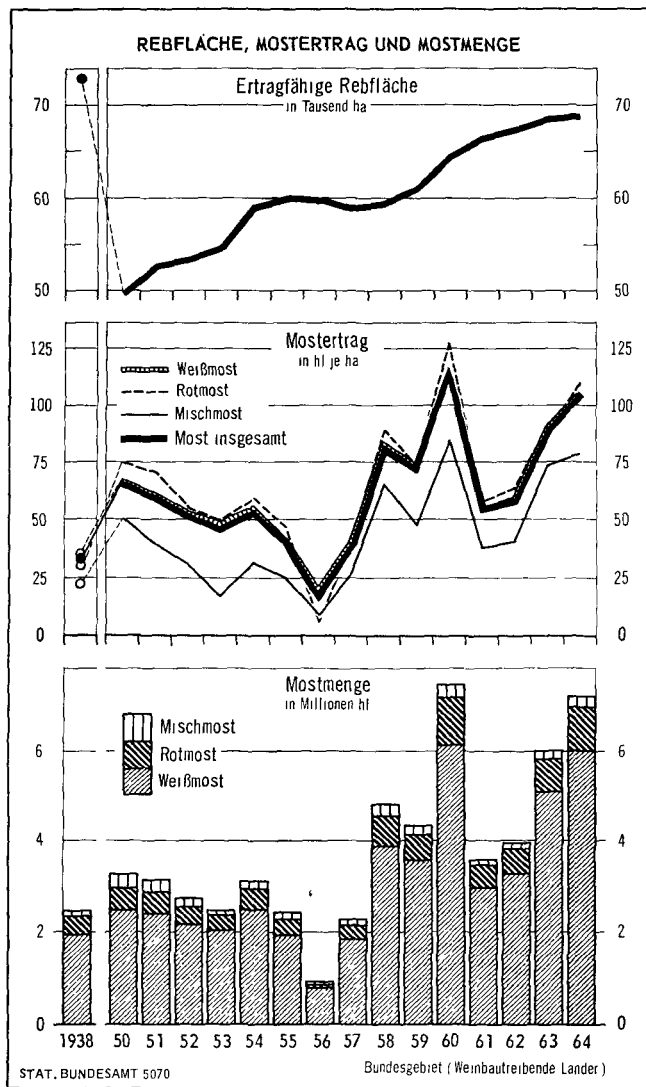 REBFLÄCHE, MOSTERTRAG UND MOSTMENGE
Ertragfähige Rebfläche
in Tausend ha
70 70
60 60
50 50
Mostertrag
in hl je ha
Weißmost
Rotmost
Mischmost
Most insgesamt
125 125
100 100
75 75
50 50
25 25
0 0
Mostmenge
in Millionen hl
Mischmost
Rotmost
Weißmost
6 6
4 4
2 2
0 0
1938 50 51 52 53 54 55 56 57 58 59 60 61 62 63 64
STAT. BUNDESAMT 5070
Bundesgebiet (Weinbautreibende Länder)